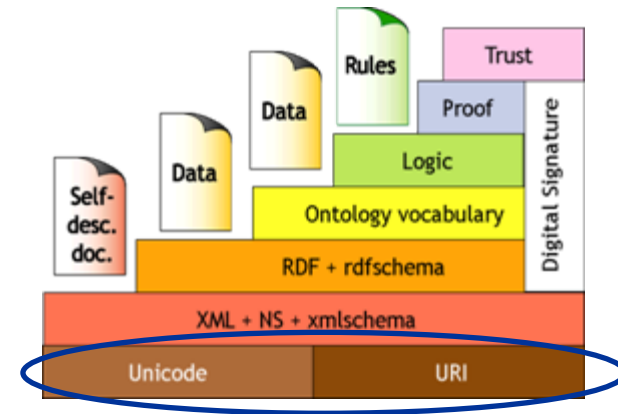 Trust
Rules
Proof
Data
Logic
Data
Ontology vocabulary
Digital Signature
Self-
desc.
doc.
RDF + rdfschema
XML + NS + xmlschema
Unicode
URI